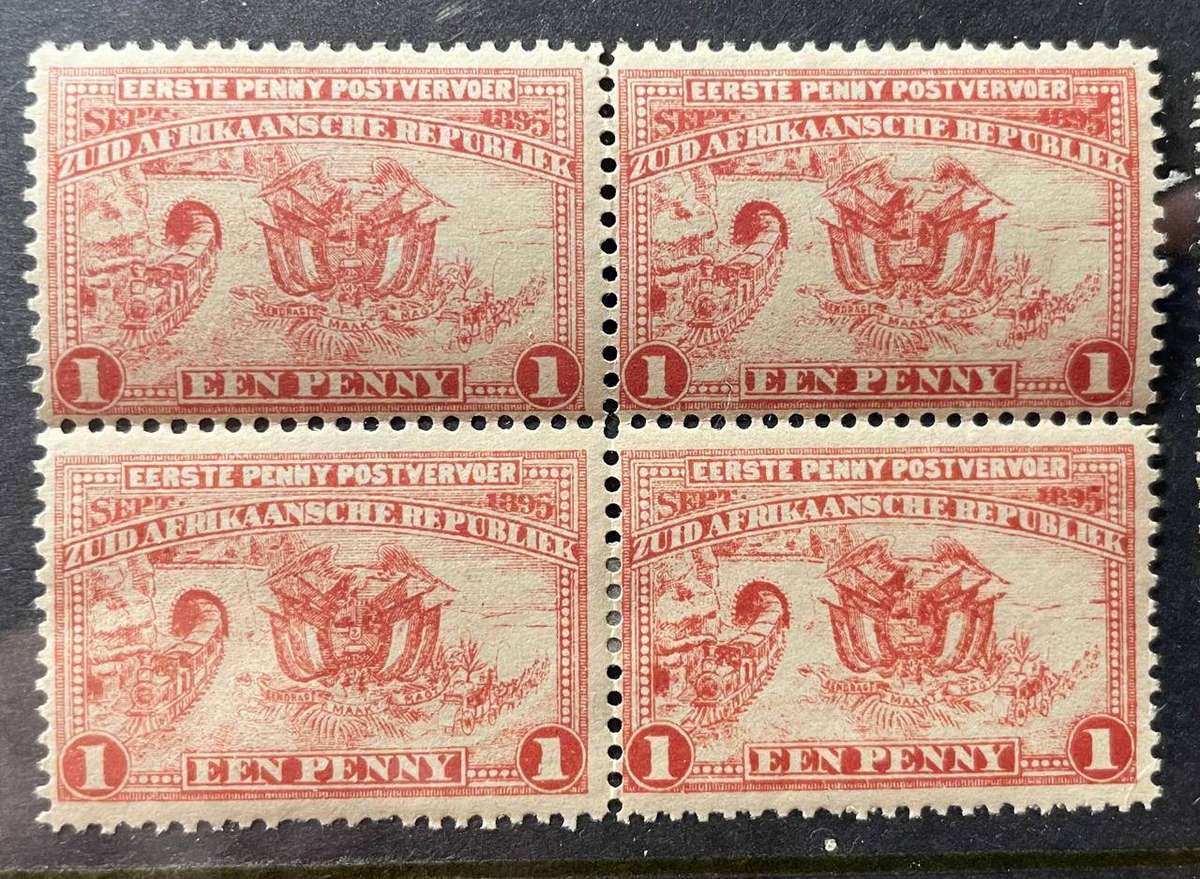 EERSTE PENNY POSTVERVOER
SEPT. 1895
ZUID AFRIKAANSCHE REPUBLIEK
EENDRAGT MAAKT MAGT
1 EEN PENNY 1
EERSTE PENNY POSTVERVOER
SEPT. 1895
ZUID AFRIKAANSCHE REPUBLIEK
EENDRAGT MAAKT MAGT
1 EEN PENNY 1
EERSTE PENNY POSTVERVOER
SEPT. 1895
ZUID AFRIKAANSCHE REPUBLIEK
EENDRAGT MAAKT MAGT
1 EEN PENNY 1
EERSTE PENNY POSTVERVOER
SEPT. 1895
ZUID AFRIKAANSCHE REPUBLIEK
EENDRAGT MAAKT MAGT
1 EEN PENNY 1